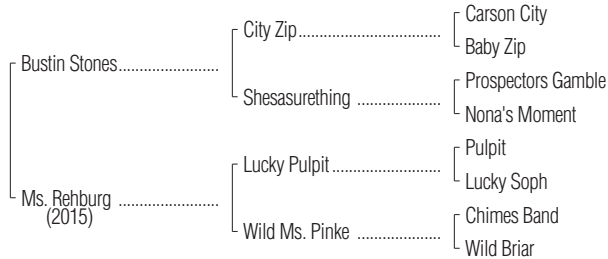 Carson City
City Zip
Baby Zip
Bustin Stones
Prospectors Gamble
Shesasurething
Nona's Moment
Pulpit
Lucky Pulpit
Lucky Soph
Ms. Rehburg
(2015)
Chimes Band
Wild Ms. Pinke
Wild Briar